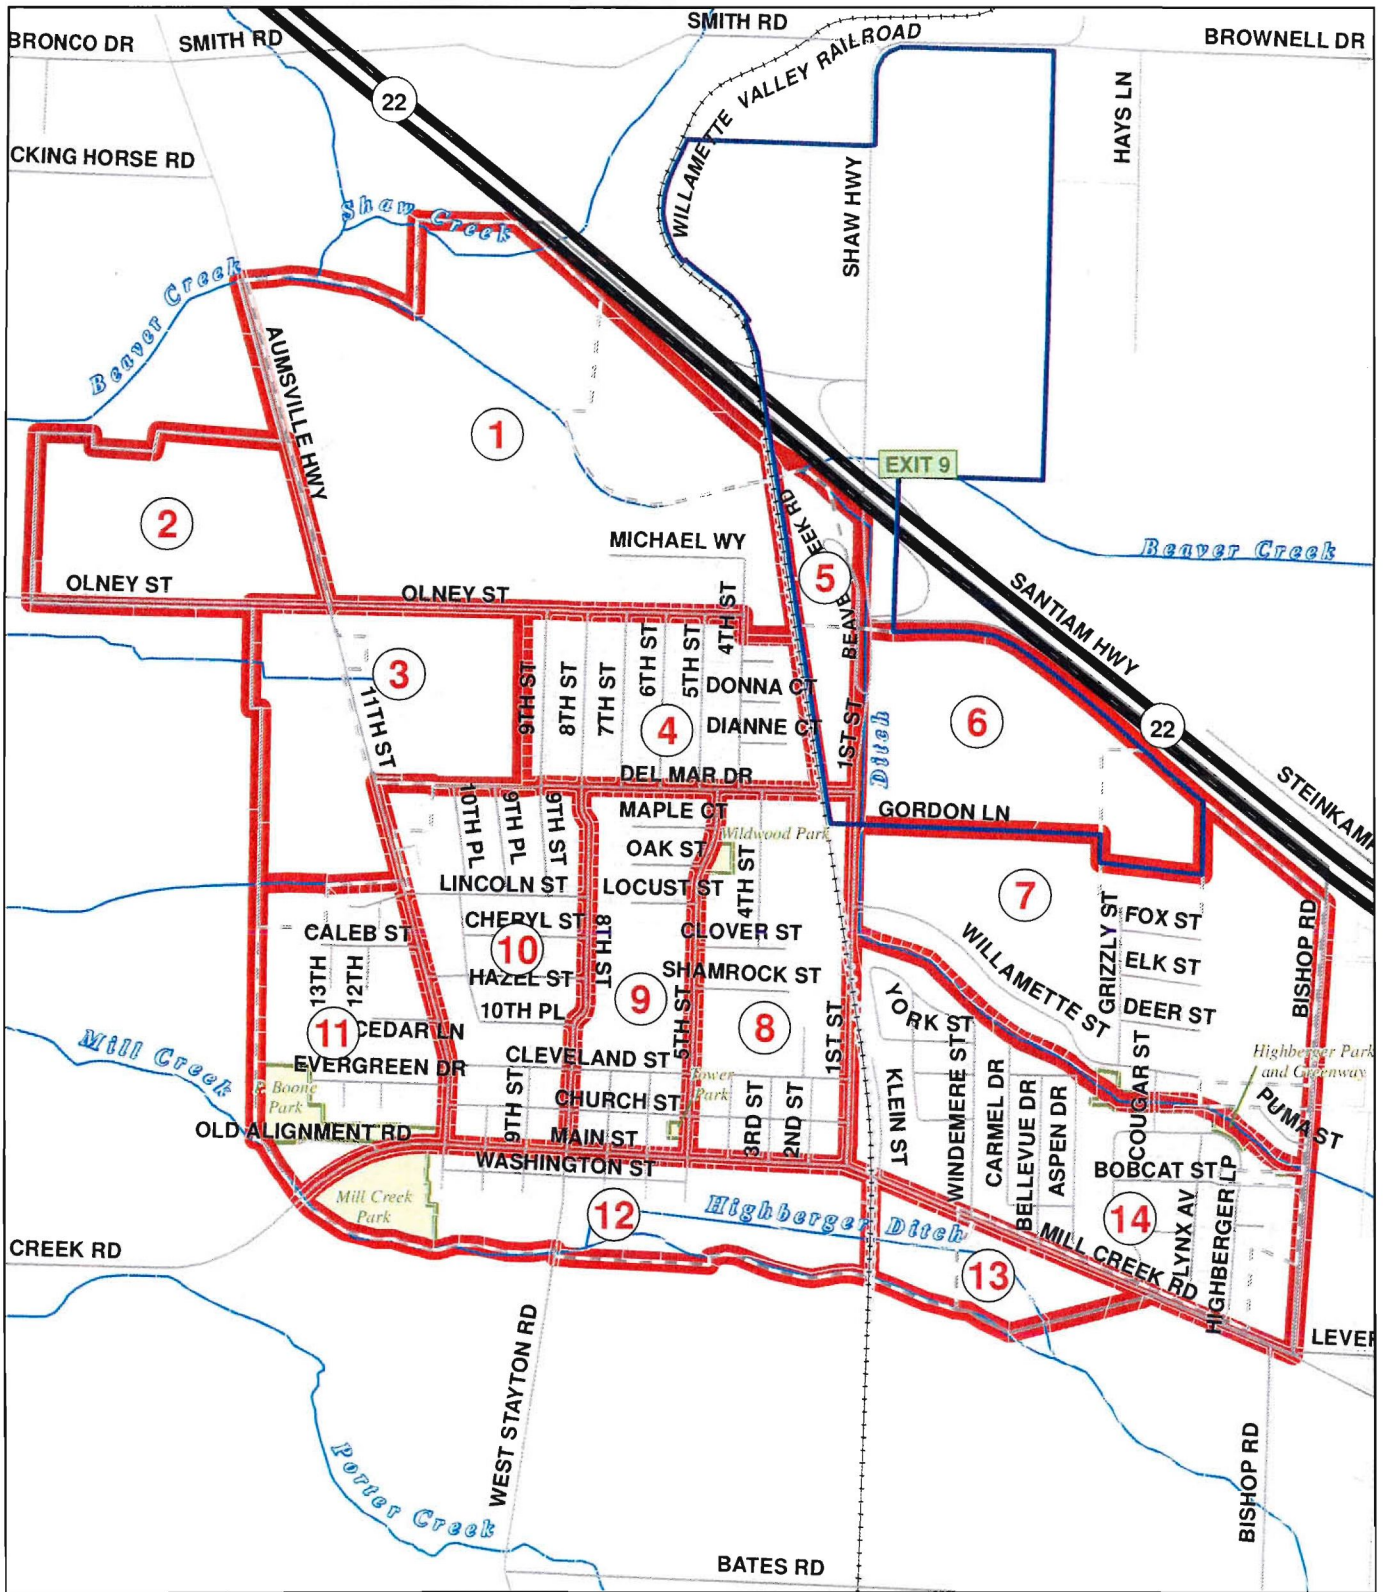 BRONCO DR
SMITH RD
SMITH RD
BROWNELL DR
WILLAMETTE VALLEY RAILROAD
22
HAYS LN
CKING HORSE RD
Shaw Creek
SHAW HWY
Beaver Creek
AUMSVILLE HWY
1
EXIT 9
2
EEK RD
MICHAEL WY
Beaver Creek
5
OLNEY ST
OLNEY ST
4TH ST
BEAVE
SANTIAM HWY
3
9TH ST
8TH ST
7TH ST
6TH ST
5TH ST
DONNA CT
4
DIANNE CT
11TH ST
1ST ST
Ditch
6
22
DEL MAR DR
STEINKAM
10TH PL
9TH PL
9TH ST
MAPLE CT
GORDON LN
Wildwood Park
OAK ST
4TH ST
LINCOLN ST
LOCUST ST
7
FOX ST
GRIZZLY ST
CHERYL ST
CALEB ST
8TH ST
CLOVER ST
WILLAMETTE ST
BISHOP RD
10
ELK ST
13TH
12TH
HAZEL ST
SHAMROCK ST
9
YORK ST
DEER ST
10TH PL
11
CEDAR LN
5TH ST
8
1ST ST
Mill Creek
EVERGREEN DR
CLEVELAND ST
Highberger Park
and Greenway
Boone
Park
Tower
Park
KLEIN ST
WINDEMERE ST
CARMEL DR
BELLEVUE DR
ASPEN DR
COUGAR ST
PUMA ST
9TH ST
CHURCH ST
3RD ST
2ND ST
OLD ALIGNMENT RD
MAIN ST
WASHINGTON ST
BOBCAT ST
Mill Creek
Park
12
Highberger Ditch
14
LYNX AV
HIGHBERGER LP
MILL CREEK RD
CREEK RD
13
LEVER
WEST STAYTON RD
Porter Creek
BISHOP RD
BATES RD